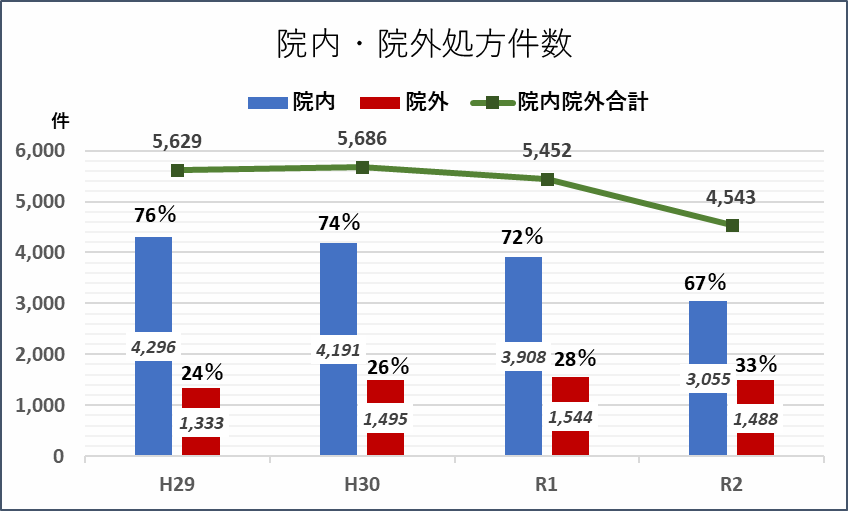 院内・院外処方件数
院内 院外 院内院外合計
件
5,629 5,686 5,452 4,543
6,000
5,000
4,000
3,000
2,000
1,000
0
76% 74% 72% 67%
4,296 4,191 3,908 3,055
24% 26% 28% 33%
1,333 1,495 1,544 1,488
H29 H30 R1 R2